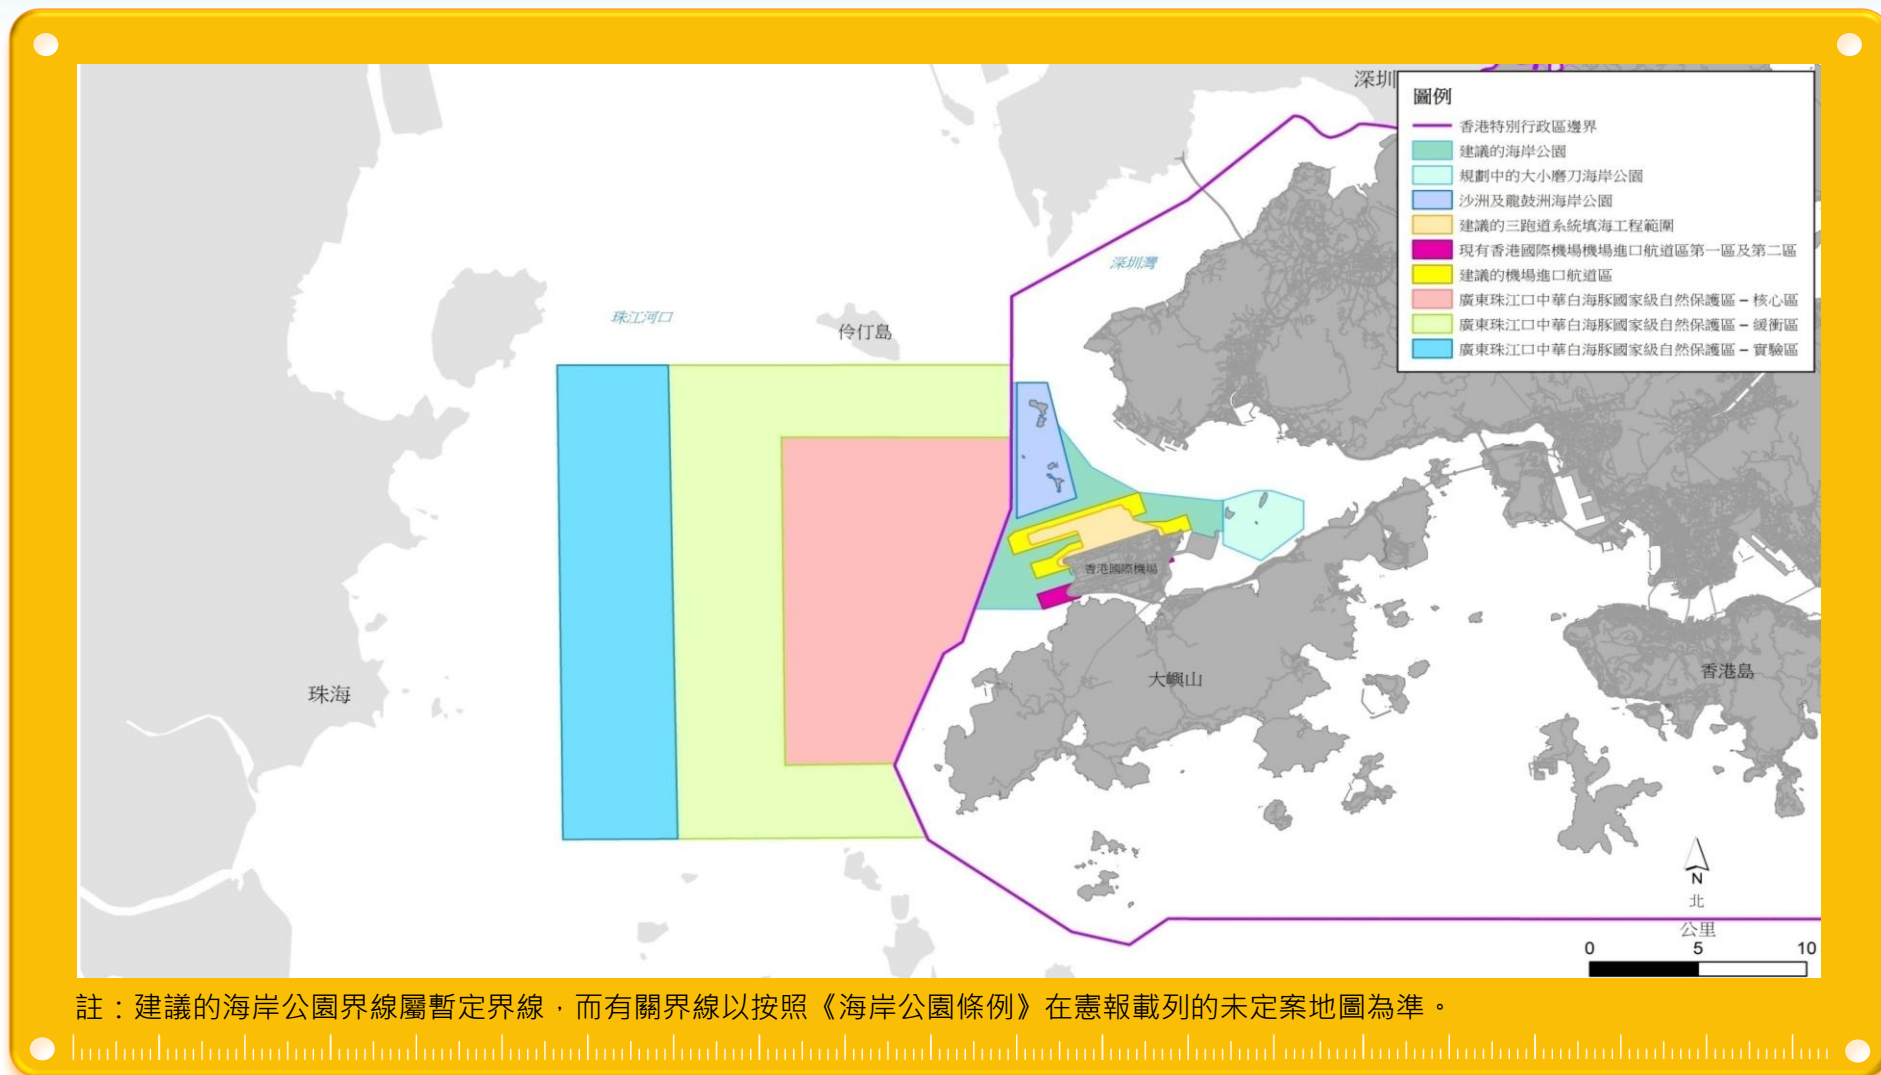 深圳
圖例
香港特別行政區邊界
建議的海岸公園
規劃中的大小磨刀海岸公園
沙洲及龍鼓洲海岸公園
建議的三跑道系統填海工程範圍
現有香港國際機場機場進口航道區第一區及第二區
建議的機場進口航道區
廣東珠江口中華白海豚國家級自然保護區 – 核心區
廣東珠江口中華白海豚國家級自然保護區 – 緩衝區
廣東珠江口中華白海豚國家級自然保護區 – 實驗區
深圳灣
珠江河口
伶仃島
香港國際機場
大嶼山
香港島
珠海
N
北
公里
0 5 10
註：建議的海岸公園界線屬暫定界線，而有關界線以按照《海岸公園條例》在憲報載列的未定案地圖為準。